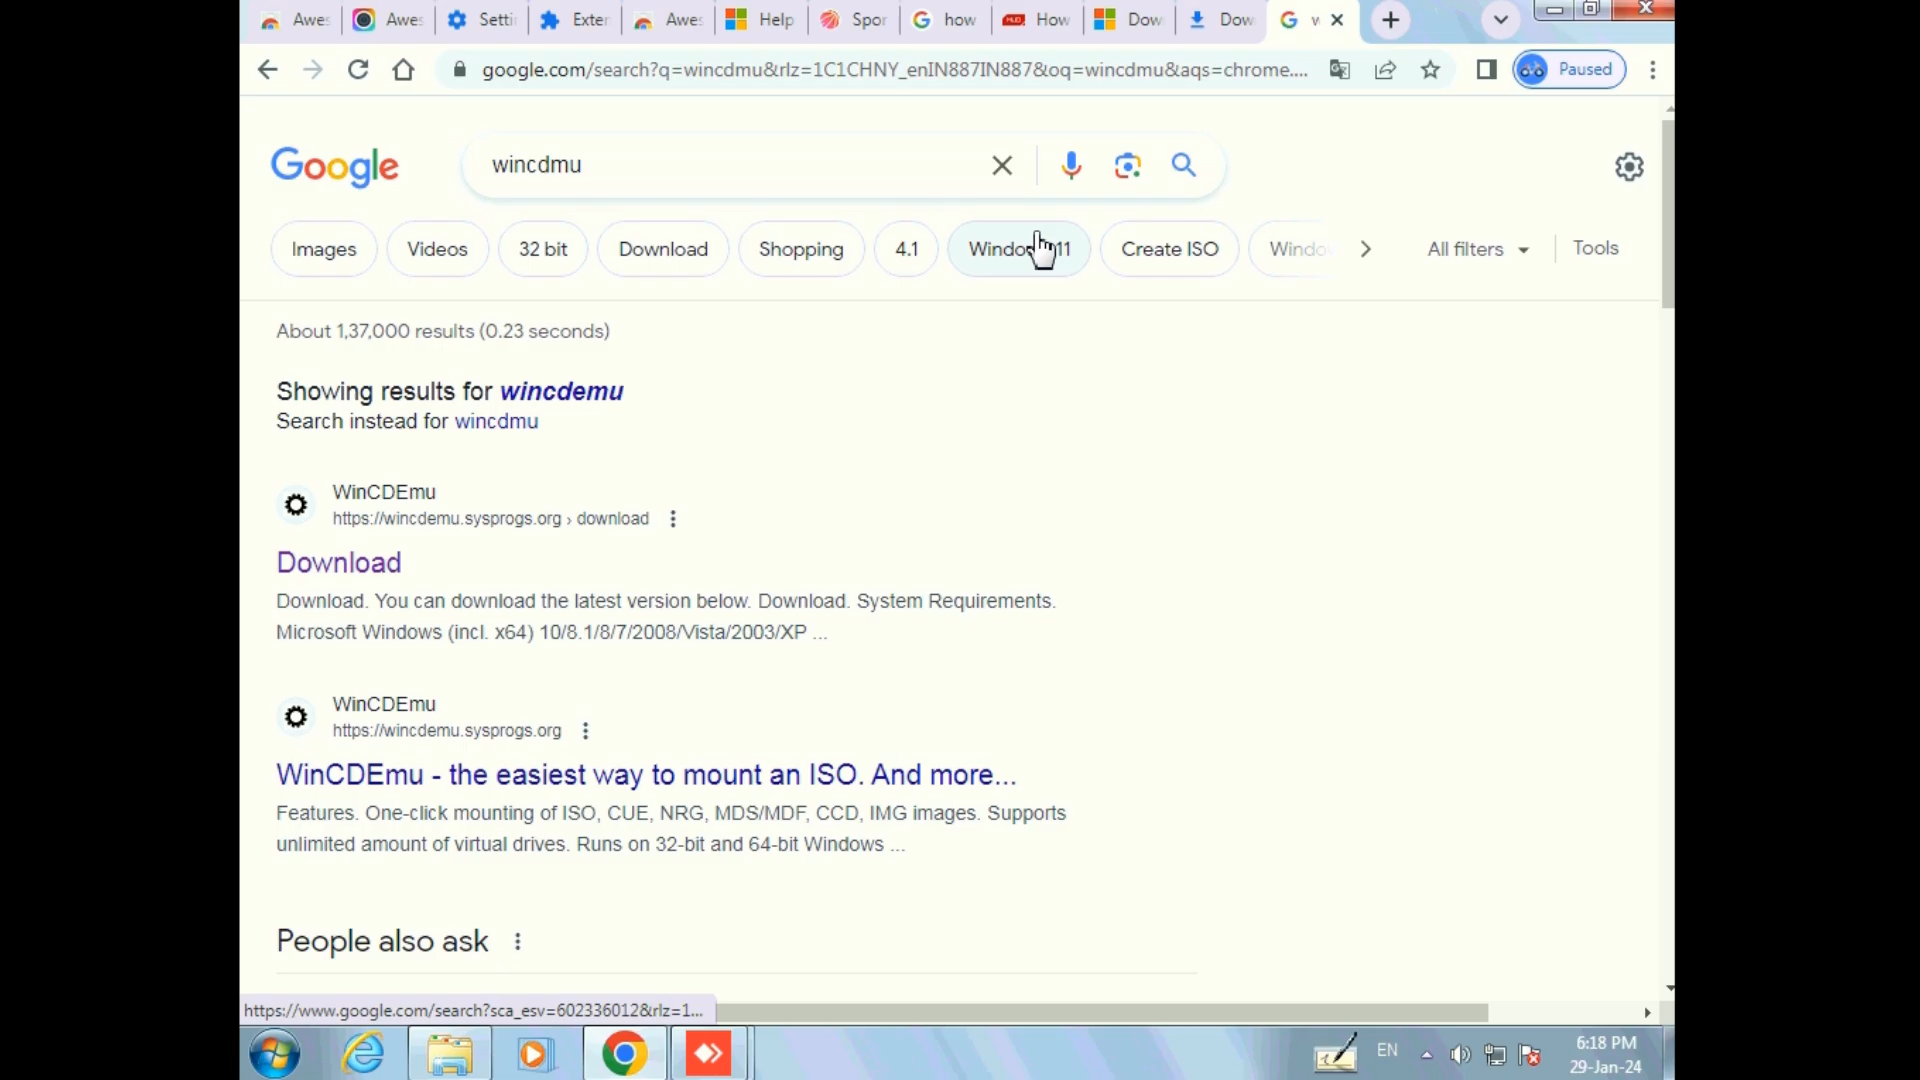 Awes
Awes
Setti
Exter
Awes
Help
Spor
how
How
Dow
Dow
google.com/search?q=wincdmu&rlz=1C1CHNY_enIN887IN887&oq=wincdmu&aqs=chrome....
Paused
Google
wincdmu
Images
Videos
32 bit
Download
Shopping
4.1
Create ISO
Windo
All filters
Tools
About 1,37,000 results (0.23 seconds)
Showing results for wincdemu
Search instead for wincdmu
WinCDEmu
https://wincdemu.sysprogs.org › download
Download
Download. You can download the latest version below. Download. System Requirements.
Microsoft Windows (incl. x64) 10/8.1/8/7/2008/Vista/2003/XP ...
WinCDEmu
https://wincdemu.sysprogs.org
WinCDEmu - the easiest way to mount an ISO. And more...
Features. One-click mounting of ISO, CUE, NRG, MDS/MDF, CCD, IMG images. Supports
unlimited amount of virtual drives. Runs on 32-bit and 64-bit Windows ...
People also ask
https://www.google.com/search?sca_esv=602336012&rlz=1...
EN
6:18 PM
29-Jan-24